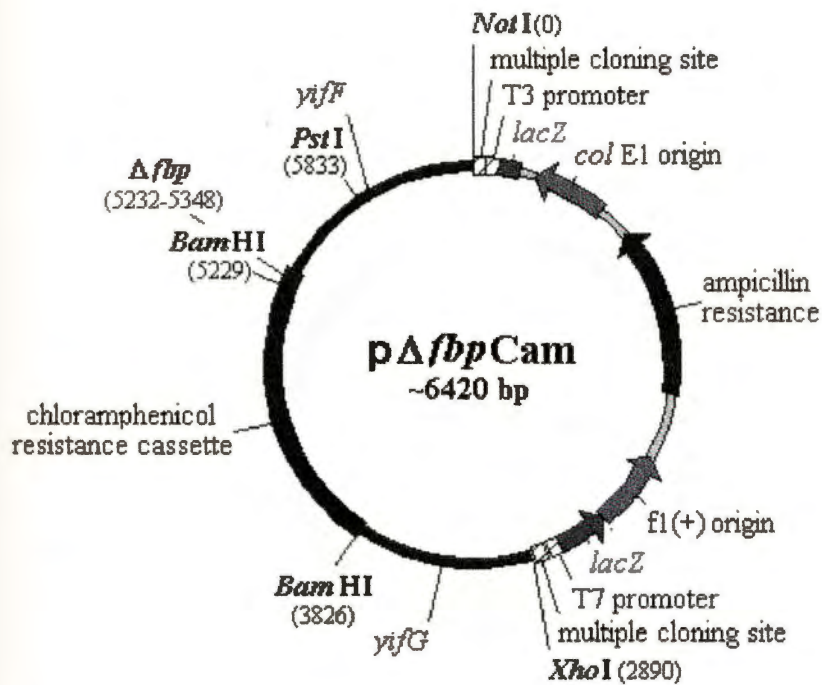 NotI(0)
multiple cloning site
T3 promoter
lacZ
col E1 origin
ampicillin
resistance
f1(+) origin
lacZ
T7 promoter
multiple cloning site
XhoI (2890)
yifG
BamHI
(3826)
chloramphenicol
resistance cassette
BamHI
(5229)
Δfbp
(5232-5348)
PstI
(5833)
yifF
pΔfbpCam
~6420 bp